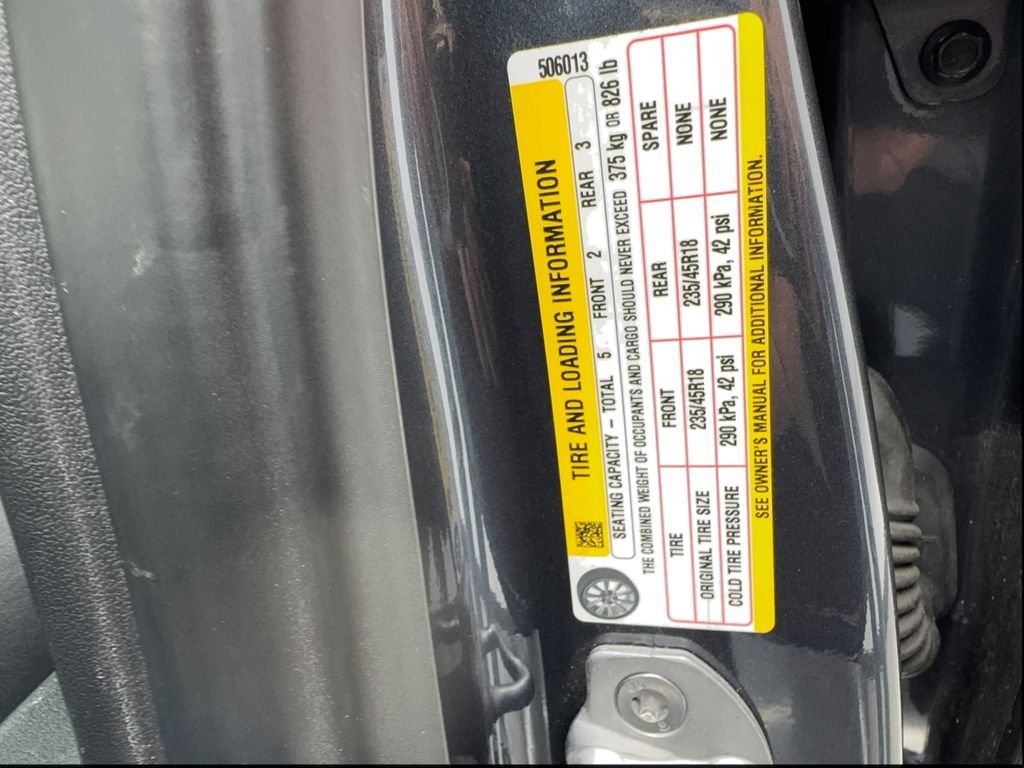 506013
TIRE AND LOADING INFORMATION
SEATING CAPACITY – TOTAL 5 FRONT 2 REAR 3
THE COMBINED WEIGHT OF OCCUPANTS AND CARGO SHOULD NEVER EXCEED 375 kg OR 826 lb
TIRE FRONT REAR SPARE
ORIGINAL TIRE SIZE 235/45R18 235/45R18 NONE
COLD TIRE PRESSURE 290 kPa, 42 psi 290 kPa, 42 psi NONE
SEE OWNER'S MANUAL FOR ADDITIONAL INFORMATION.